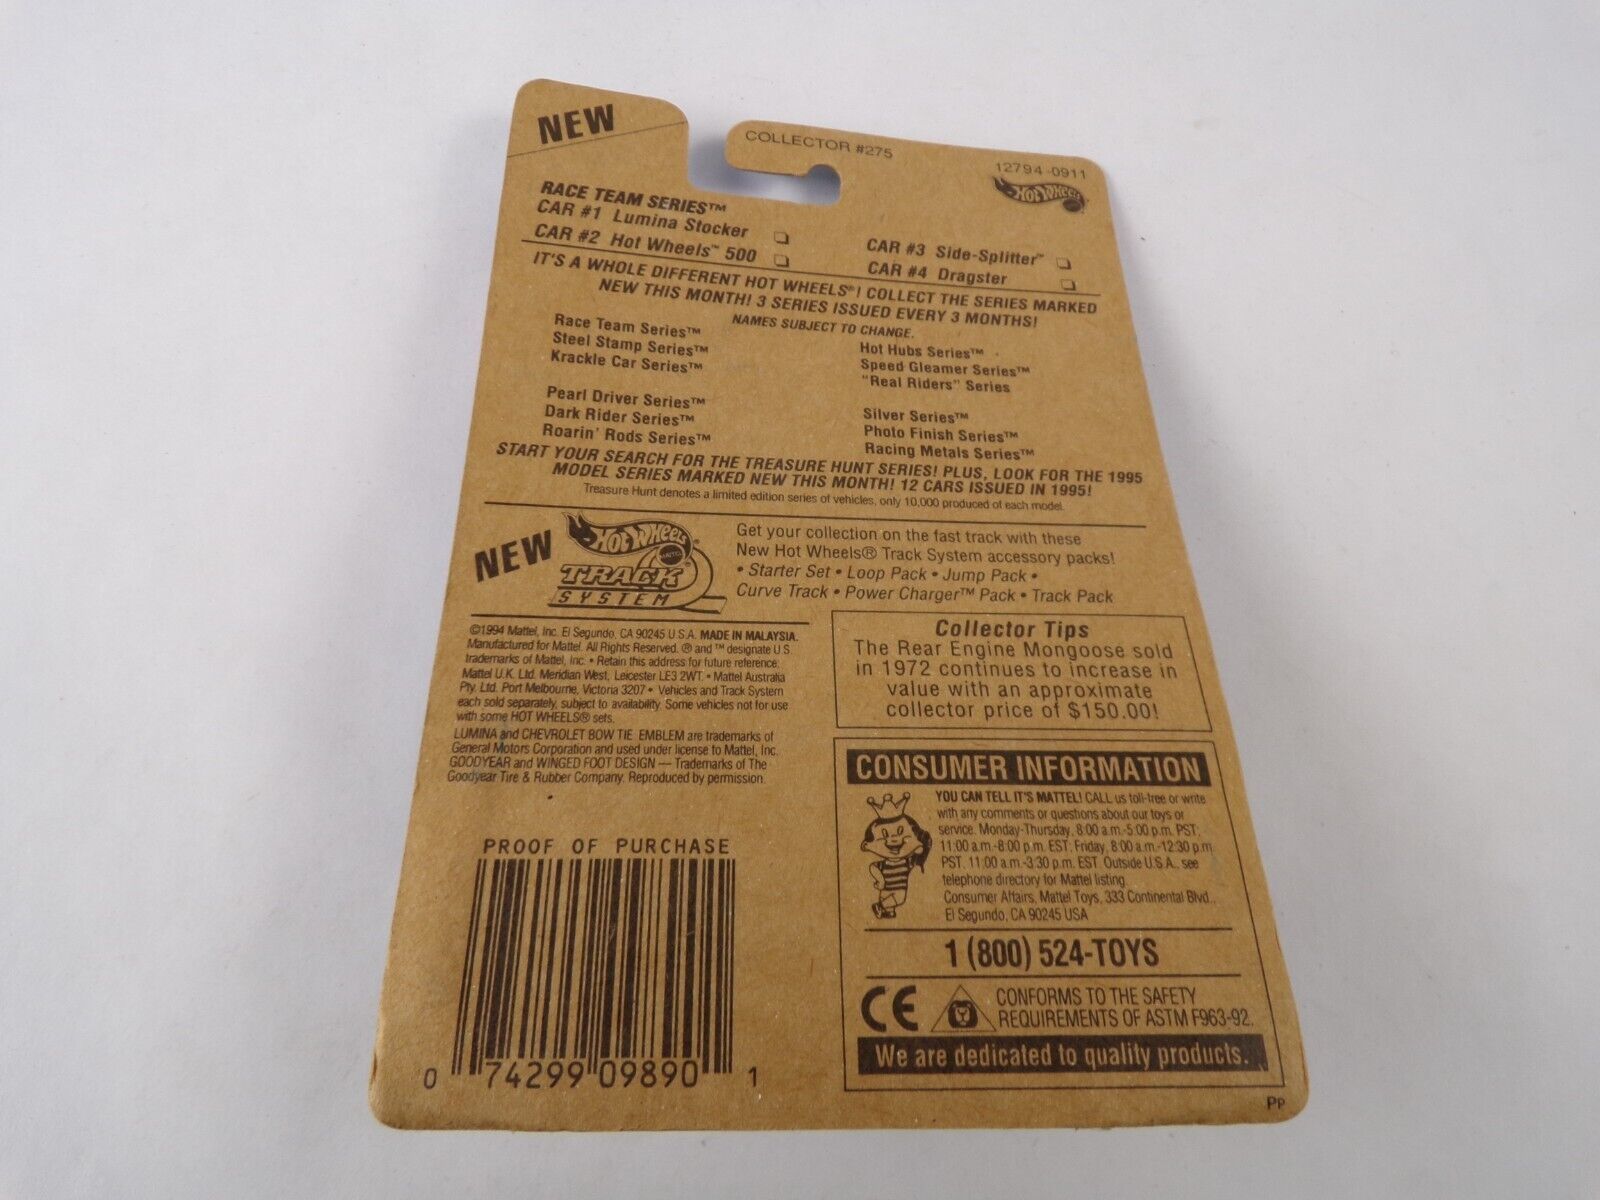 NEW
COLLECTOR #275
12794-0911
HOT WHEELS
RACE TEAM SERIES™
CAR #1 Lumina Stocker
CAR #2 Hot Wheels™ 500
CAR #3 Side-Splitter™
CAR #4 Dragster
IT'S A WHOLE DIFFERENT HOT WHEELS®! COLLECT THE SERIES MARKED
NEW THIS MONTH! 3 SERIES ISSUED EVERY 3 MONTHS!
NAMES SUBJECT TO CHANGE.
Race Team Series™
Steel Stamp Series™
Krackle Car Series™
Hot Hubs Series™
Speed Gleamer Series™
"Real Riders" Series
Pearl Driver Series™
Dark Rider Series™
Roarin' Rods Series™
Silver Series™
Photo Finish Series™
Racing Metals Series™
START YOUR SEARCH FOR THE TREASURE HUNT SERIES! PLUS, LOOK FOR THE 1995
MODEL SERIES MARKED NEW THIS MONTH! 12 CARS ISSUED IN 1995!
Treasure Hunt denotes a limited edition series of vehicles, only 10,000 produced of each model.
NEW
HOT WHEELS
MATTEL
TRACK
SYSTEM
Get your collection on the fast track with these
New Hot Wheels® Track System accessory packs!
• Starter Set • Loop Pack • Jump Pack •
Curve Track • Power Charger™ Pack • Track Pack
©1994 Mattel, Inc. El Segundo, CA 90245 U.S.A. MADE IN MALAYSIA.
Manufactured for Mattel. All Rights Reserved. ® and ™ designate U.S.
trademarks of Mattel, Inc. • Retain this address for future reference:
Mattel U.K. Ltd. Meridian West, Leicester LE3 2WT. • Mattel Australia
Pty. Ltd. Port Melbourne, Victoria 3207 • Vehicles and Track System
each sold separately, subject to availability. Some vehicles not for use
with some HOT WHEELS® sets.
LUMINA and CHEVROLET BOW TIE EMBLEM are trademarks of
General Motors Corporation and used under license to Mattel, Inc.
GOODYEAR and WINGED FOOT DESIGN — Trademarks of The
Goodyear Tire & Rubber Company. Reproduced by permission.
Collector Tips
The Rear Engine Mongoose sold
in 1972 continues to increase in
value with an approximate
collector price of $150.00!
CONSUMER INFORMATION
YOU CAN TELL IT'S MATTEL! CALL us toll-free or write
with any comments or questions about our toys or
service. Monday-Thursday, 8:00 a.m.-5:00 p.m. PST;
11:00 a.m.-8:00 p.m. EST; Friday, 8:00 a.m.-12:30 p.m.
PST, 11:00 a.m.-3:30 p.m. EST. Outside U.S.A., see
telephone directory for Mattel listing.
Consumer Affairs, Mattel Toys, 333 Continental Blvd.,
El Segundo, CA 90245 USA
1 (800) 524-TOYS
CE
CONFORMS TO THE SAFETY
REQUIREMENTS OF ASTM F963-92.
We are dedicated to quality products.
PROOF OF PURCHASE
0 74299 09890 1
PP